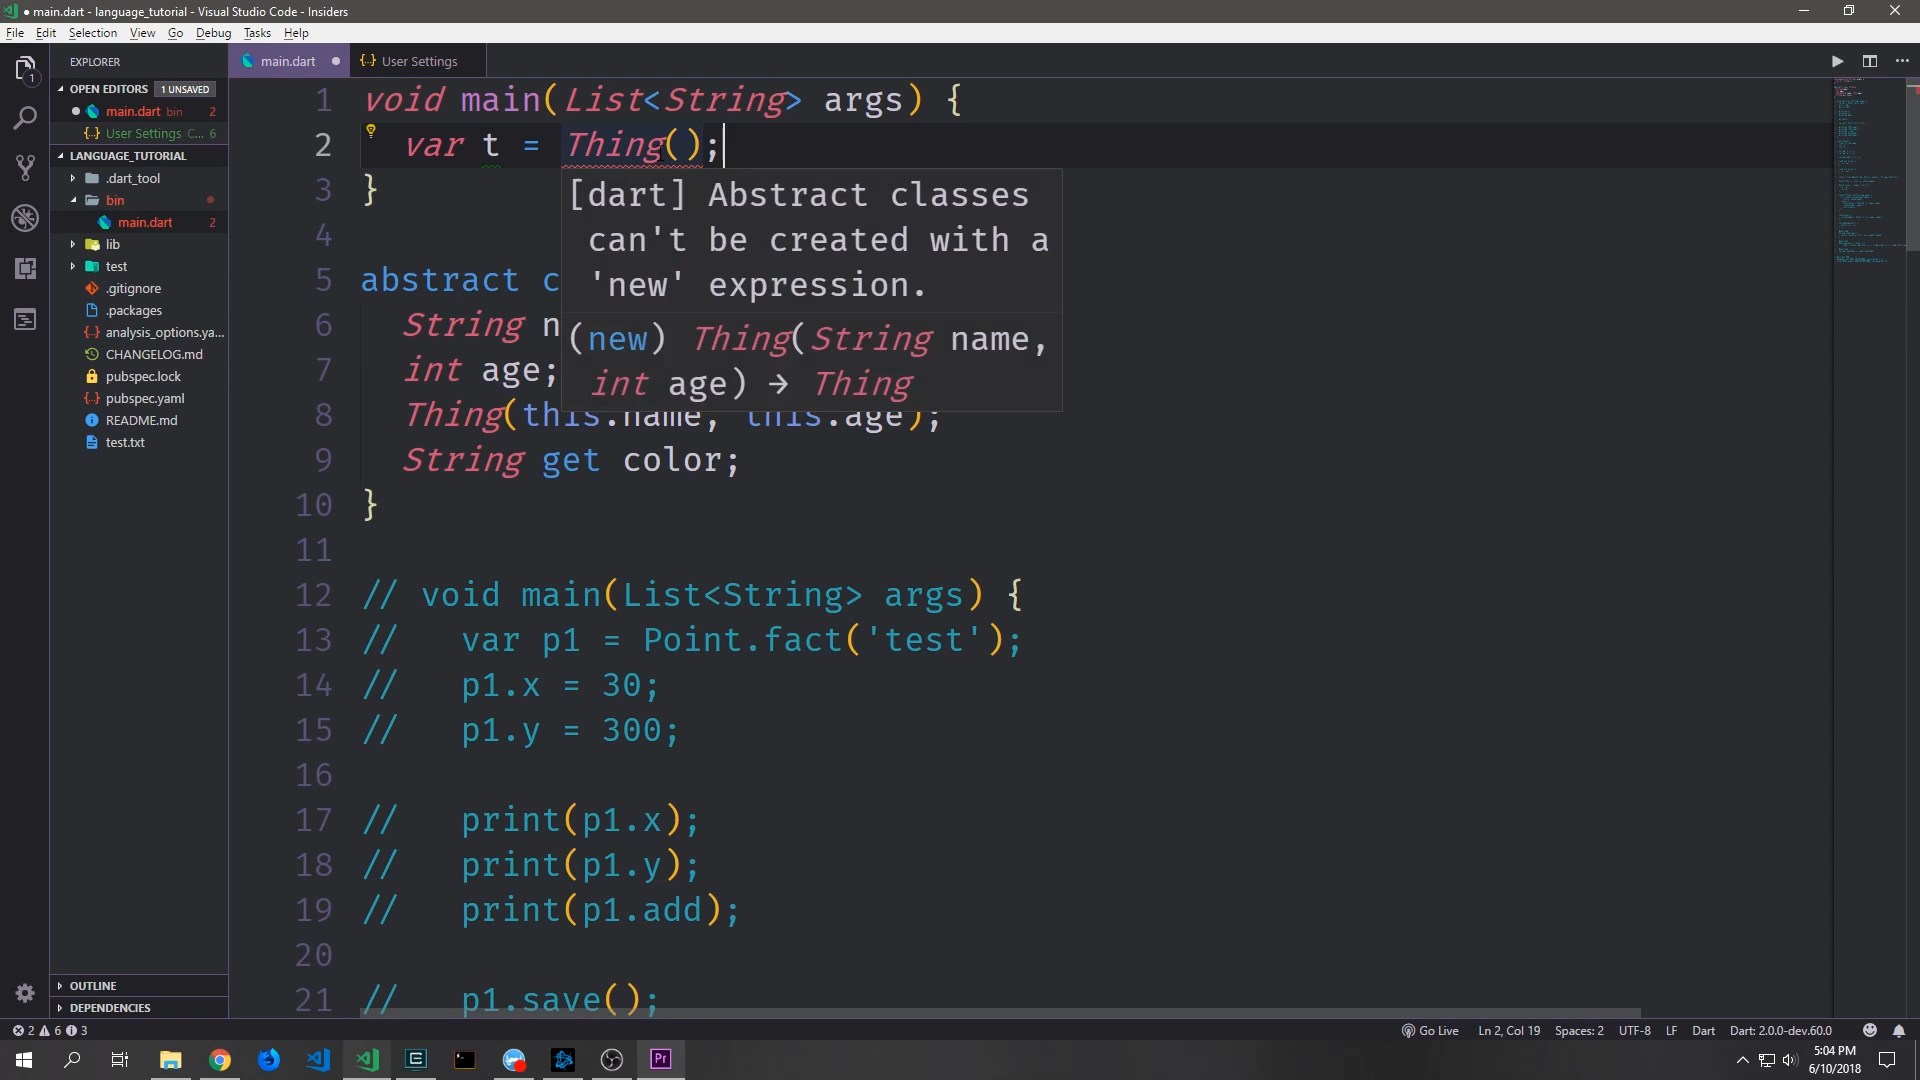 main.dart - language_tutorial - Visual Studio Code - Insiders
File Edit Selection View Go Debug Tasks Help
EXPLORER
OPEN EDITORS 1 UNSAVED
main.dart bin 2
User Settings C... 6
LANGUAGE_TUTORIAL
.dart_tool
bin
main.dart 2
lib
test
.gitignore
.packages
analysis_options.ya...
CHANGELOG.md
pubspec.lock
pubspec.yaml
README.md
test.txt
OUTLINE
DEPENDENCIES
1
main.dart
User Settings
1 void main(List<String> args) {
2 var t = Thing();
3 }
4
5 abstract c
6 String n
7 int age;
8 Thing(this.name, this.age);
9 String get color;
10 }
11
12 // void main(List<String> args) {
13 // var p1 = Point.fact('test');
14 // p1.x = 30;
15 // p1.y = 300;
16
17 // print(p1.x);
18 // print(p1.y);
19 // print(p1.add);
20
21 // p1.save();
[dart] Abstract classes
can't be created with a
'new' expression.
(new) Thing(String name,
int age) → Thing
2 6 3
Go Live Ln 2, Col 19 Spaces: 2 UTF-8 LF Dart Dart: 2.0.0-dev.60.0
Pr
5:04 PM
6/10/2018